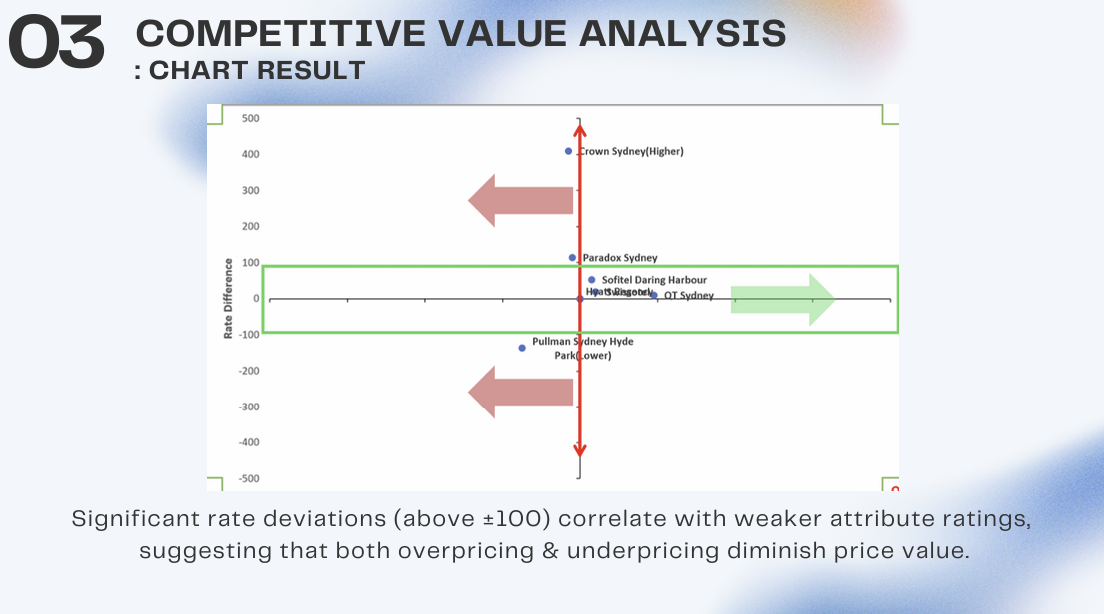 03
COMPETITIVE VALUE ANALYSIS
: CHART RESULT
500
400
300
200
100
0
-100
-200
-300
-400
-500
Rate Difference
Crown Sydney(Higher)
Paradox Sydney
Sofitel Daring Harbour
Hyatt
QT Sydney
Pullman Sydney Hyde
Park(Lower)
Significant rate deviations (above ±100) correlate with weaker attribute ratings,
suggesting that both overpricing & underpricing diminish price value.